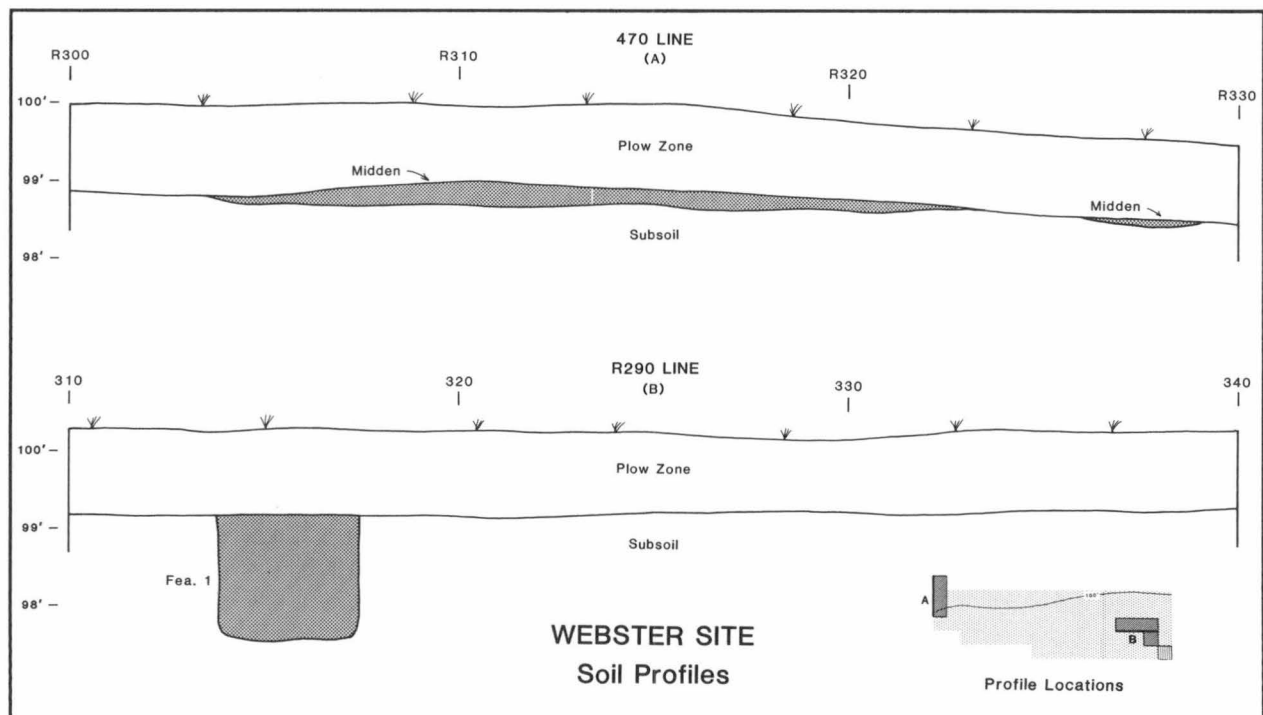 470 LINE
(A)
R300
R310
R320
R330
100'
99'
98'
Plow Zone
Midden
Midden
Subsoil
R290 LINE
(B)
310
320
330
340
100'
99'
98'
Plow Zone
Subsoil
Fea. 1
WEBSTER SITE
Soil Profiles
A
B
Profile Locations